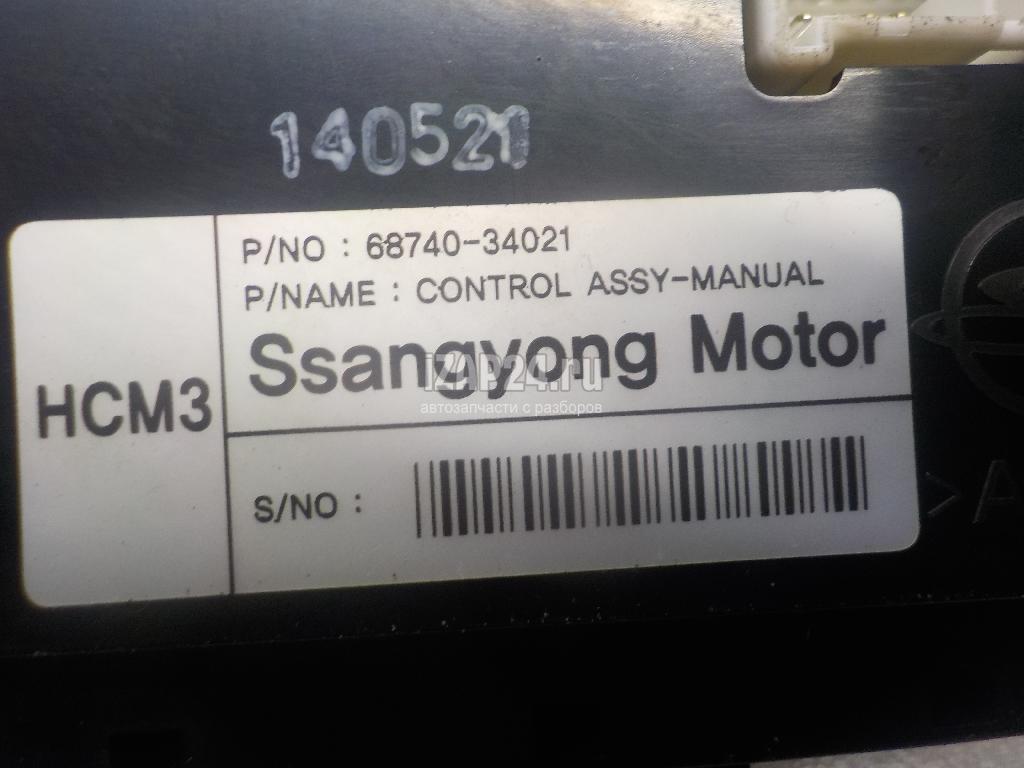 140521
P/NO : 68740-34021
P/NAME : CONTROL ASSY-MANUAL
Ssangyong Motor
iZAP24.ru
автозапчасти с разборов
HCM3
S/NO :
>A